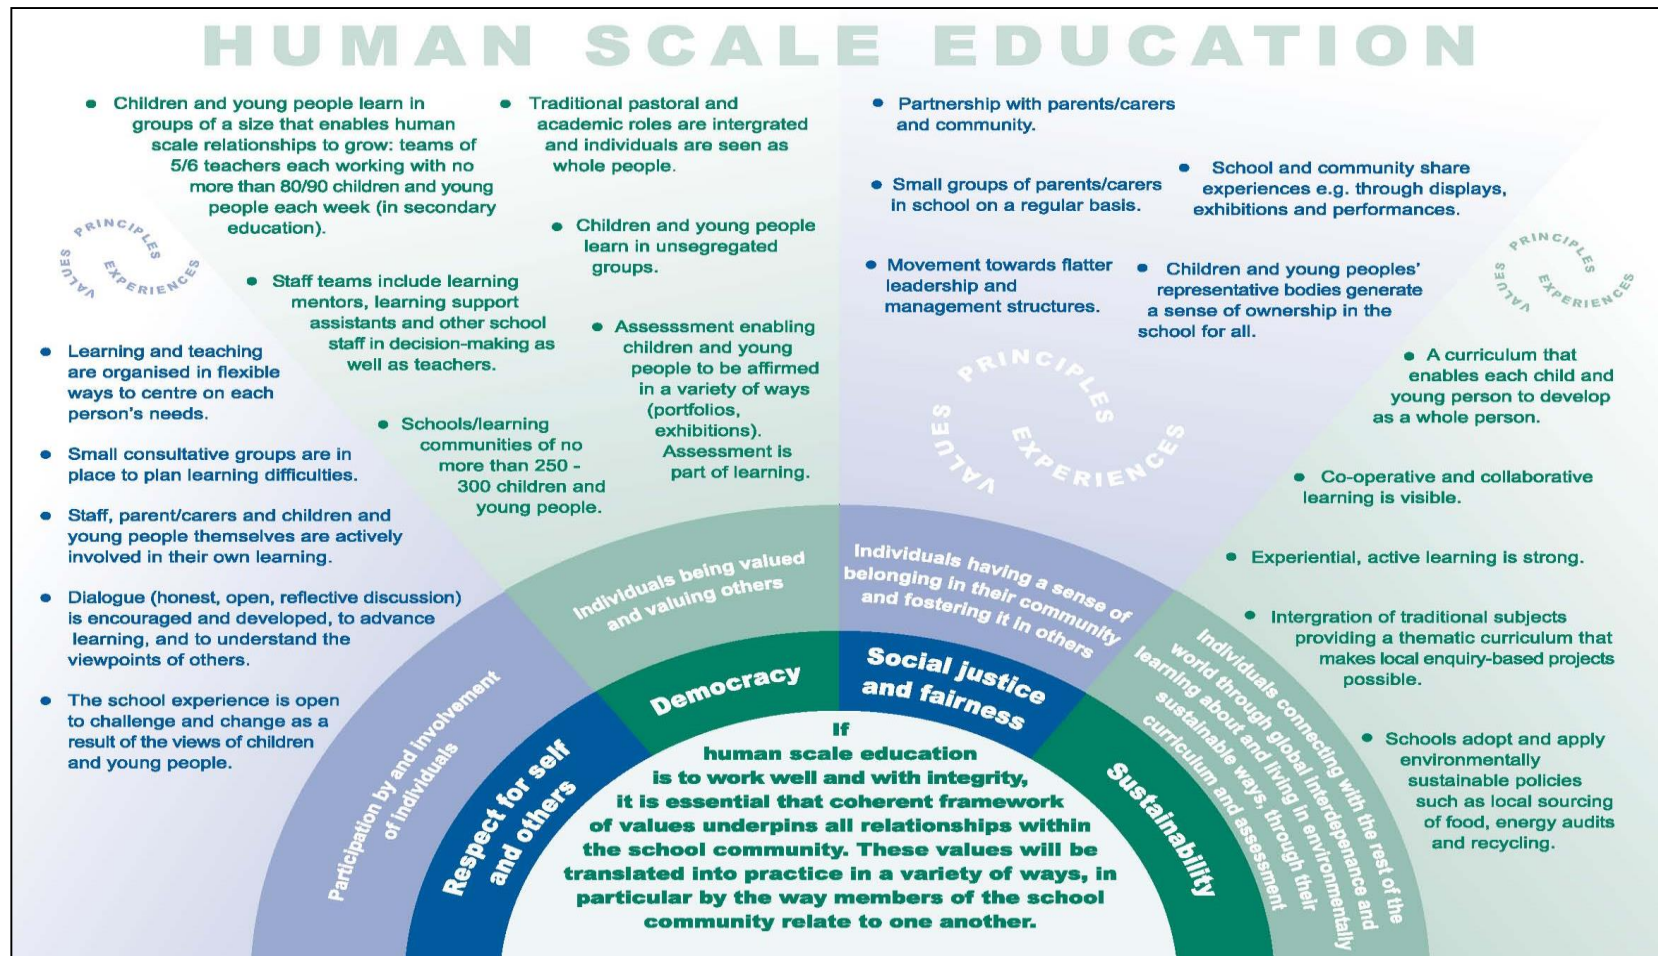 HUMAN SCALE EDUCATION
VALUES PRINCIPLES EXPERIENCES
• Learning and teaching
are organised in flexible
ways to centre on each
person's needs.
• Small consultative groups are in
place to plan learning difficulties.
• Staff, parent/carers and children and
young people themselves are actively
involved in their own learning.
• Dialogue (honest, open, reflective discussion)
is encouraged and developed, to advance
learning, and to understand the
viewpoints of others.
• The school experience is open
to challenge and change as a
result of the views of children
and young people.
Participation by and involvement
of individuals
Respect for self
and others
• Children and young people learn in
groups of a size that enables human
scale relationships to grow: teams of
5/6 teachers each working with no
more than 80/90 children and young
people each week (in secondary
education).
• Staff teams include learning
mentors, learning support
assistants and other school
staff in decision-making as
well as teachers.
• Schools/learning
communities of no
more than 250 -
300 children and
young people.
• Traditional pastoral and
academic roles are intergrated
and individuals are seen as
whole people.
• Children and young people
learn in unsegregated
groups.
• Assesssment enabling
children and young
people to be affirmed
in a variety of ways
(portfolios,
exhibitions).
Assessment is
part of learning.
Individuals being valued
and valuing others
Democracy
• Partnership with parents/carers
and community.
• Small groups of parents/carers
in school on a regular basis.
• Movement towards flatter
leadership and
management structures.
• School and community share
experiences e.g. through displays,
exhibitions and performances.
• Children and young peoples'
representative bodies generate
a sense of ownership in the
school for all.
VALUES PRINCIPLES EXPERIENCES
Individuals having a sense of
belonging in their community
and fostering it in others
Social justice
and fairness
VALUES PRINCIPLES EXPERIENCES
• A curriculum that
enables each child and
young person to develop
as a whole person.
• Co-operative and collaborative
learning is visible.
• Experiential, active learning is strong.
• Intergration of traditional subjects
providing a thematic curriculum that
makes local enquiry-based projects
possible.
• Schools adopt and apply
environmentally
sustainable policies
such as local sourcing
of food, energy audits
and recycling.
Individuals connecting with the rest of the
world through global interdepenance and
learning about and living in environmentally
sustainable ways, through their
curriculum and assessment
Sustainability
If
human scale education
is to work well and with integrity,
it is essential that coherent framework
of values underpins all relationships within
the school community. These values will be
translated into practice in a variety of ways, in
particular by the way members of the school
community relate to one another.